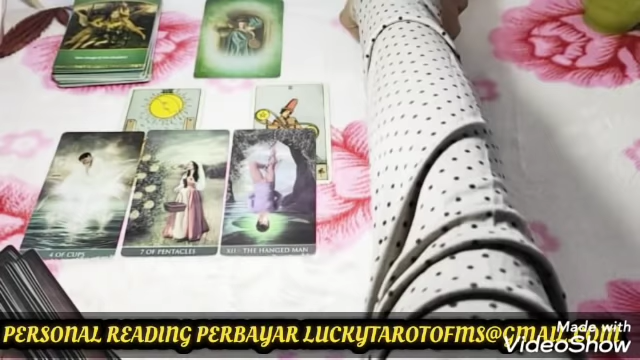 4 OF CUPS
7 OF PENTACLES
XII · THE HANGED MAN
PERSONAL READING PERBAYAR LUCKYTAROTOFMS@GMAIL.COM
Made with
VideoShow